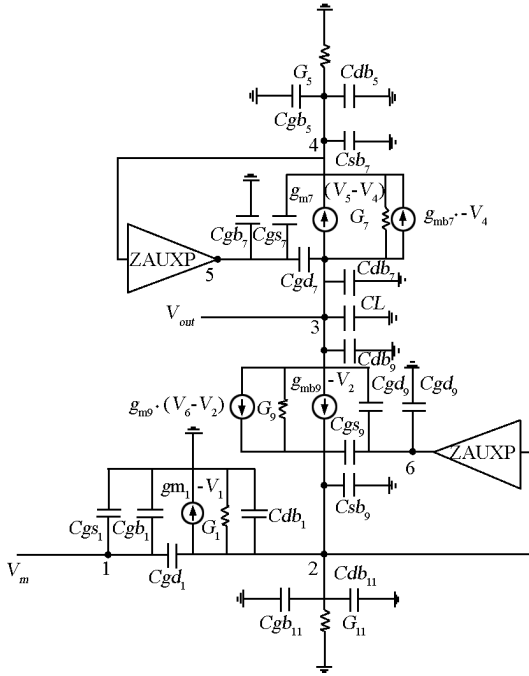 G5 Cdb5
Cgb5
4 Csb7
gm7 (V5-V4)
Cgb7 Cgs7 G7 gmb7·-V4
ZAUXP
5 Cgd7 Cdb7
CL
Vout 3
Cdb9
gmb9-V2 Cgd9 Cgd9
gm9·(V6-V2) G9
Cgs9 ZAUXP
6
gm1-V1 Csb9
Cgs1 Cgb1 G1 Cdb1
Vm 1 Cgd1 2 Cdb11
Cgb11 G11